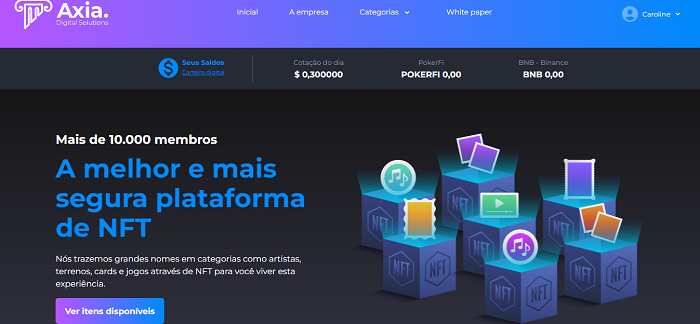 Axia.
Digital Solutions
Inicial
A empresa
Categorias
White paper
Caroline
Seus Saldos
Carteira digital
Cotação do dia
$ 0,300000
PokerFi
POKERFI 0,00
BNB - Binance
BNB 0,00
Mais de 10.000 membros
A melhor e mais
segura plataforma
de NFT
Nós trazemos grandes nomes em categorias como artistas,
terrenos, cards e jogos através de NFT para você viver esta
experiência.
Ver itens disponíveis
NFT
NFT
NFT
NFT
NFT
NFT
NFT